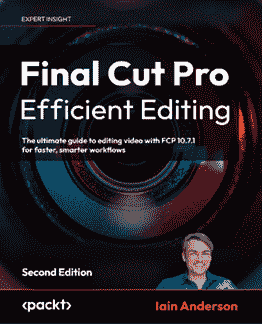 EXPERT INSIGHT
Final Cut Pro
Efficient Editing
The ultimate guide to editing video with FCP 10.7.1
for faster, smarter workflows
Second Edition
<packt>
Iain Anderson